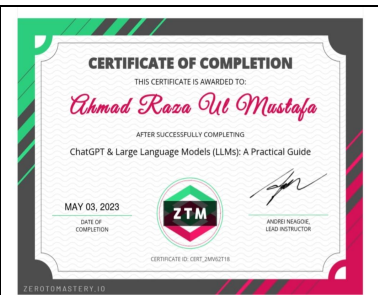 CERTIFICATE OF COMPLETION
THIS CERTIFICATE IS AWARDED TO:
Ahmad Raza Ul Mustafa
AFTER SUCCESSFULLY COMPLETING
ChatGPT & Large Language Models (LLMs): A Practical Guide
MAY 03, 2023
DATE OF
COMPLETION
ZTM
ANDREI NEAGOIE,
LEAD INSTRUCTOR
CERTIFICATE ID: CERT_2MV62T18
ZEROTOMASTERY.IO